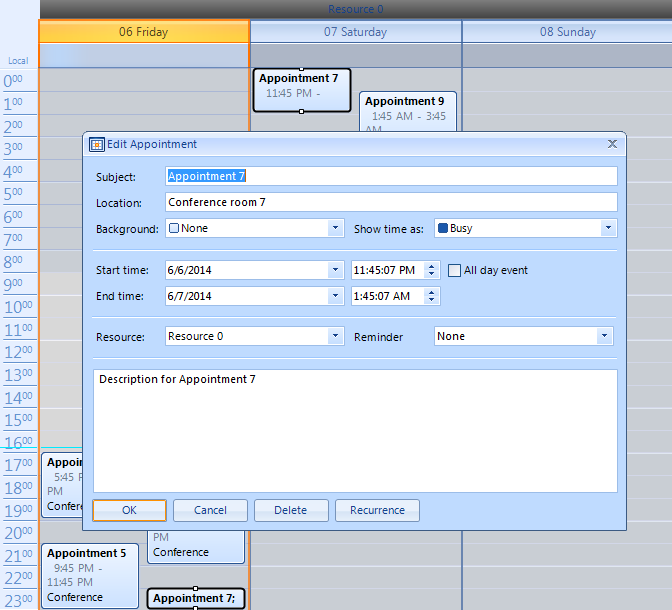 Resource 0
06 Friday
07 Saturday
08 Sunday
Local
0 00
1 00
2 00
3 00
4 00
5 00
6 00
7 00
8 00
9 00
10 00
11 00
12 00
13 00
14 00
15 00
16 00
17 00
18 00
19 00
20 00
21 00
22 00
23 00
Appointment 7
11:45 PM -
Appointment 9
1:45 AM - 3:45
AM
Edit Appointment
Subject: Appointment 7
Location: Conference room 7
Background: None Show time as: Busy
Start time: 6/6/2014 11:45:07 PM All day event
End time: 6/7/2014 1:45:07 AM
Resource: Resource 0 Reminder None
Description for Appointment 7
OK Cancel Delete Recurrence
Appoin
5:45 P
PM
Confere
PM
Conference
Appointment 5
9:45 PM -
11:45 PM
Conference
Appointment 7;